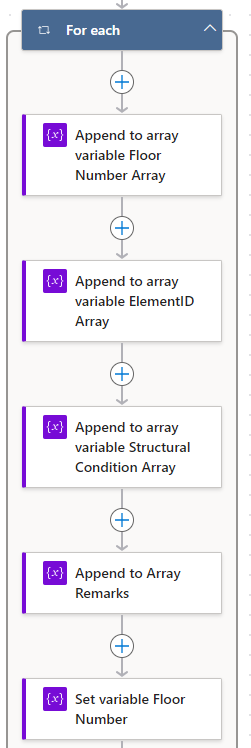 For each
{x}
Append to array
variable Floor
Number Array
{x}
Append to array
variable ElementID
Array
{x}
Append to array
variable Structural
Condition Array
{x}
Append to Array
Remarks
{x}
Set variable Floor
Number